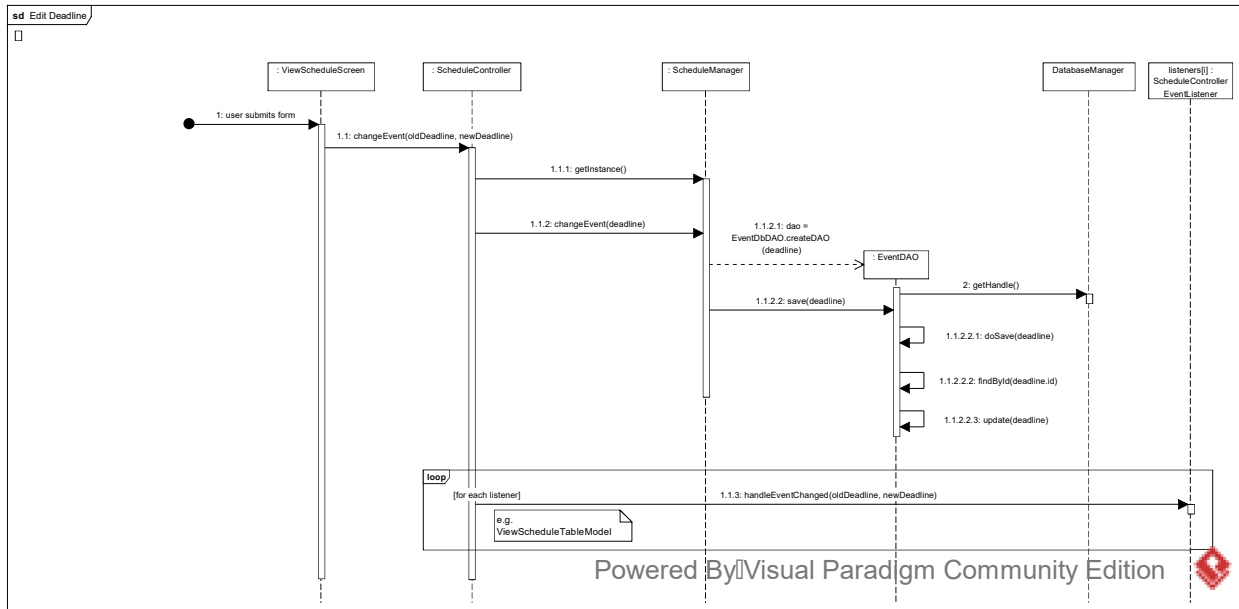 sd Edit Deadline
: ViewScheduleScreen
: ScheduleController
: ScheduleManager
DatabaseManager
listeners[i] :
ScheduleController
EventListener
1: user submits form
1.1: changeEvent(oldDeadline, newDeadline)
1.1.1: getInstance()
1.1.2: changeEvent(deadline)
1.1.2.1: dao =
EventDbDAO.createDAO
(deadline)
: EventDAO
2: getHandle()
1.1.2.2: save(deadline)
1.1.2.2.1: doSave(deadline)
1.1.2.2.2: findById(deadline.id)
1.1.2.2.3: update(deadline)
loop
[for each listener]
1.1.3: handleEventChanged(oldDeadline, newDeadline)
e.g.
ViewScheduleTableModel
Powered By Visual Paradigm Community Edition